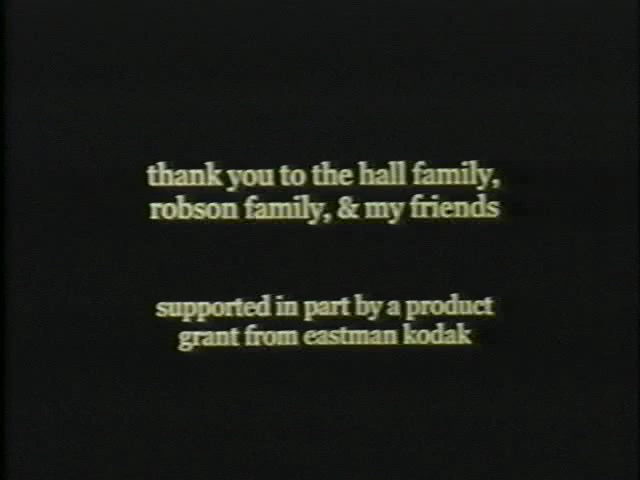 thank you to the hall family,
robson family, & my friends
supported in part by a product
grant from eastman kodak